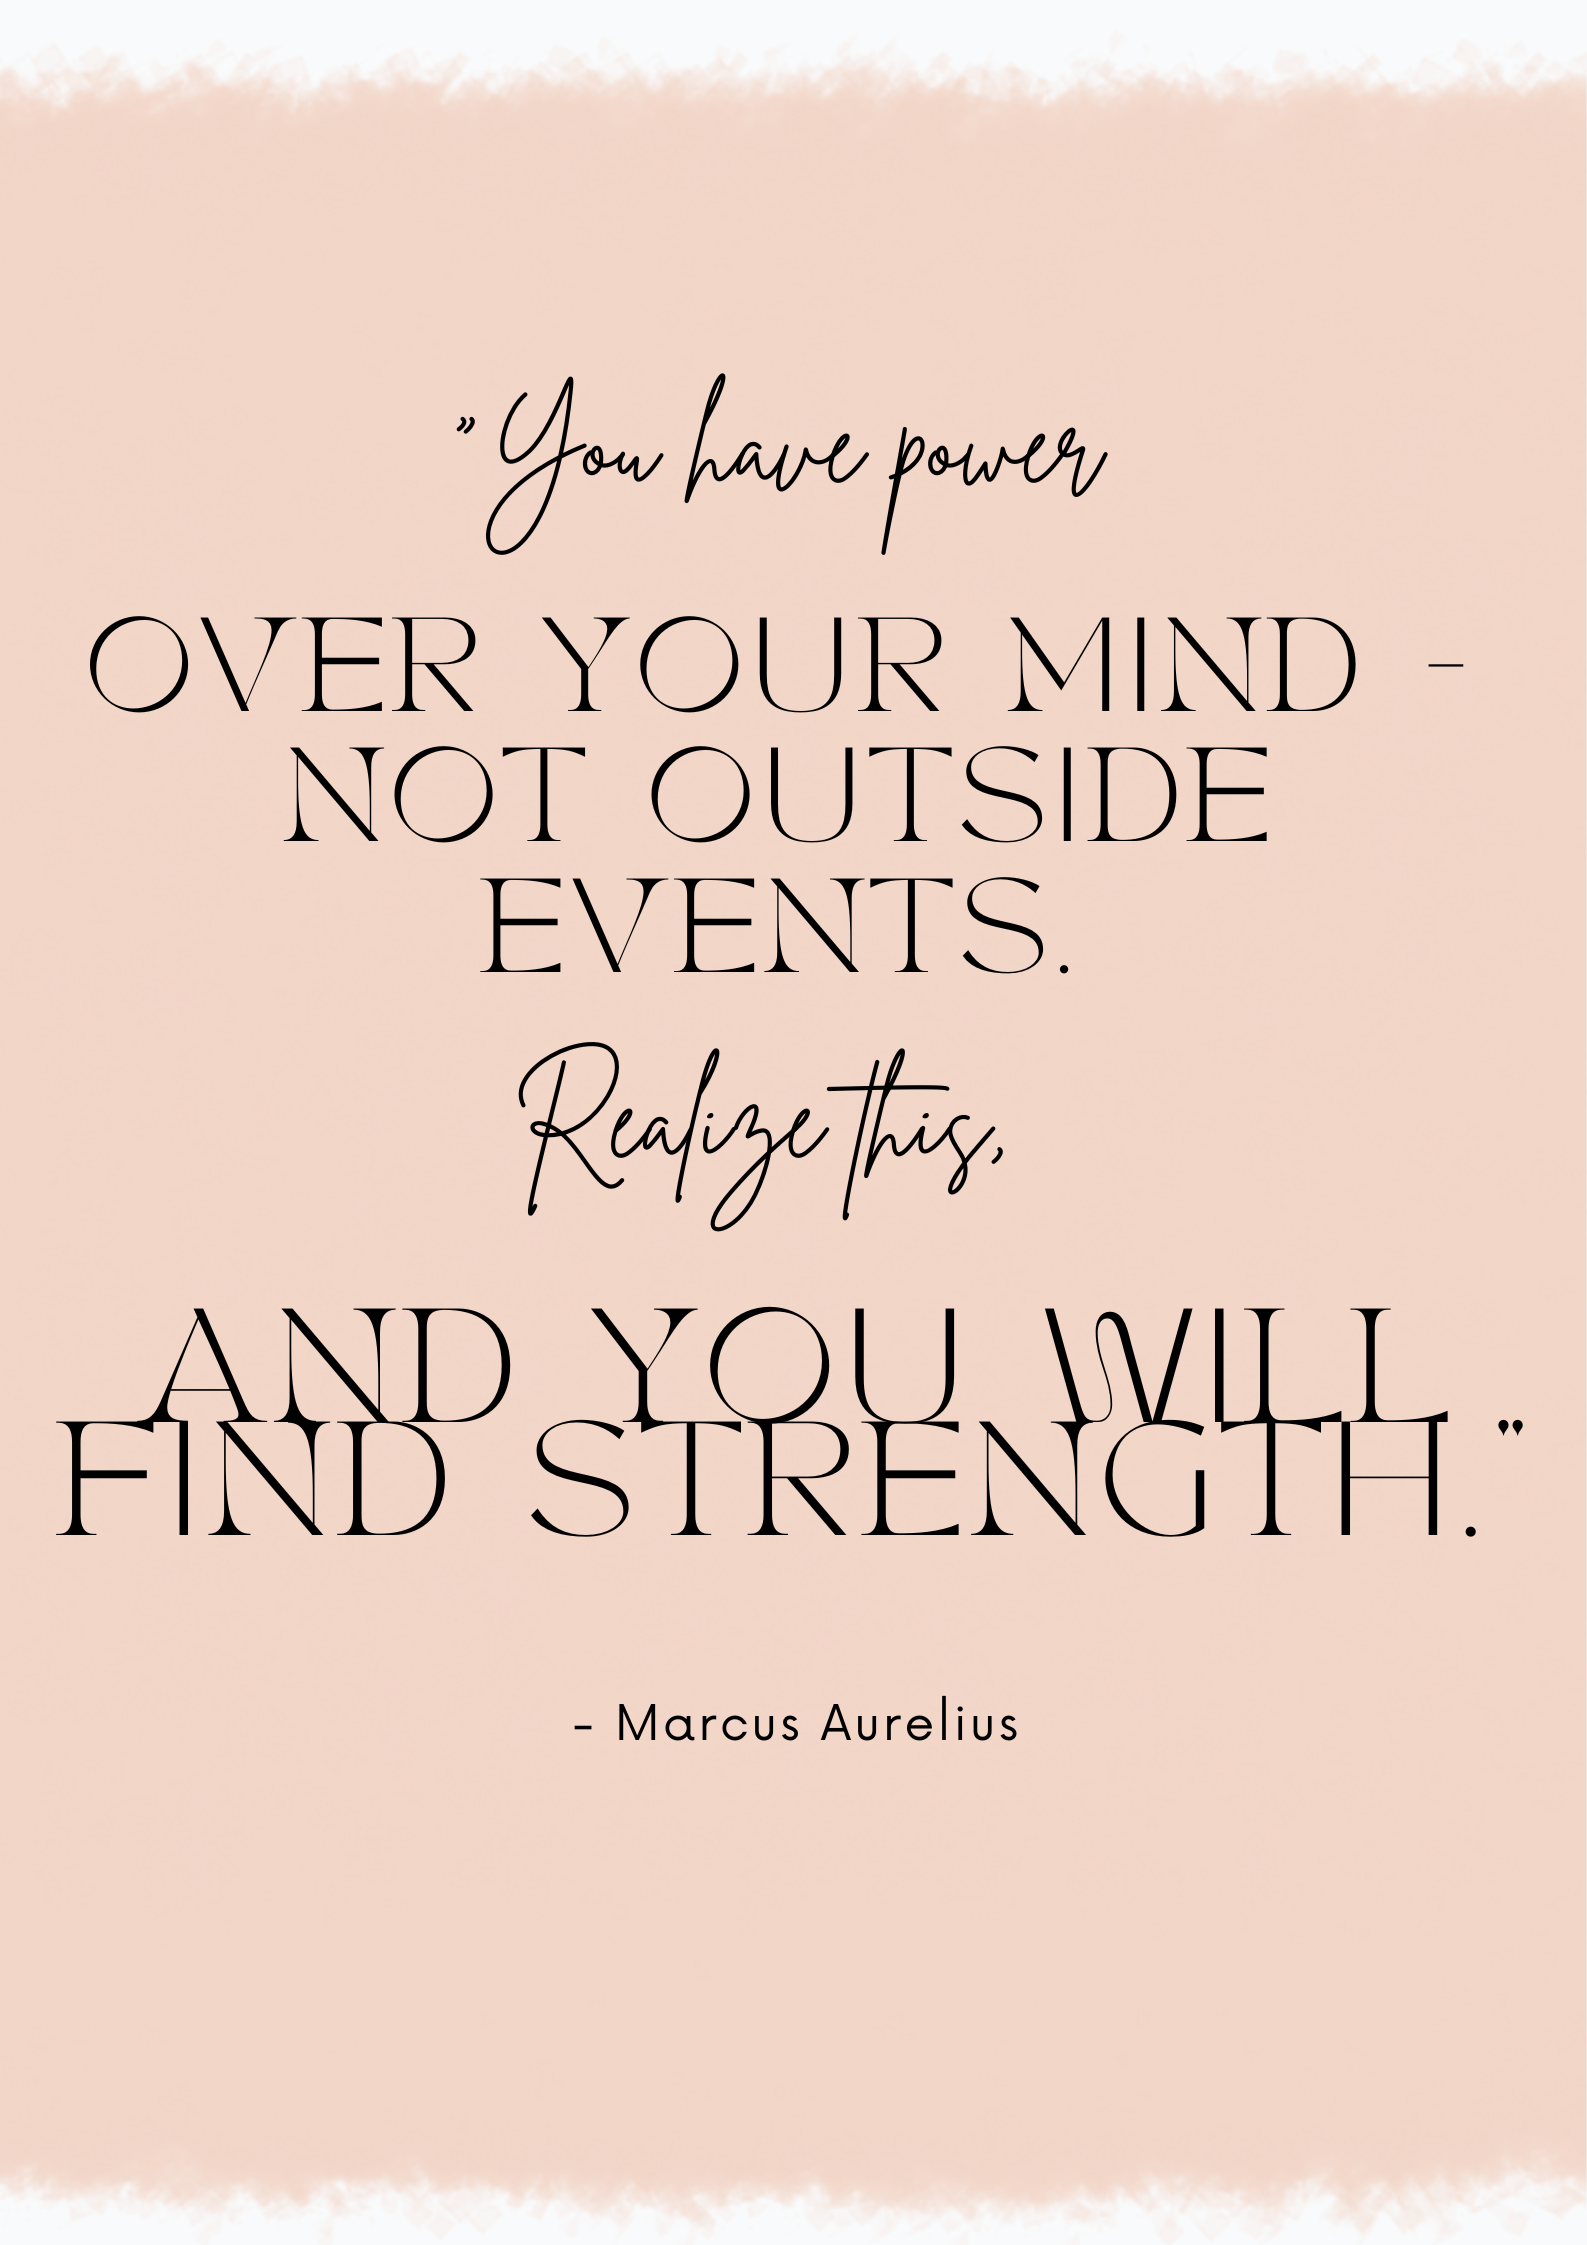 ”You have power
OVER YOUR MIND -
NOT OUTSIDE
EVENTS.
Realize this,
AND YOU WILL
FIND STRENGTH.”
- Marcus Aurelius